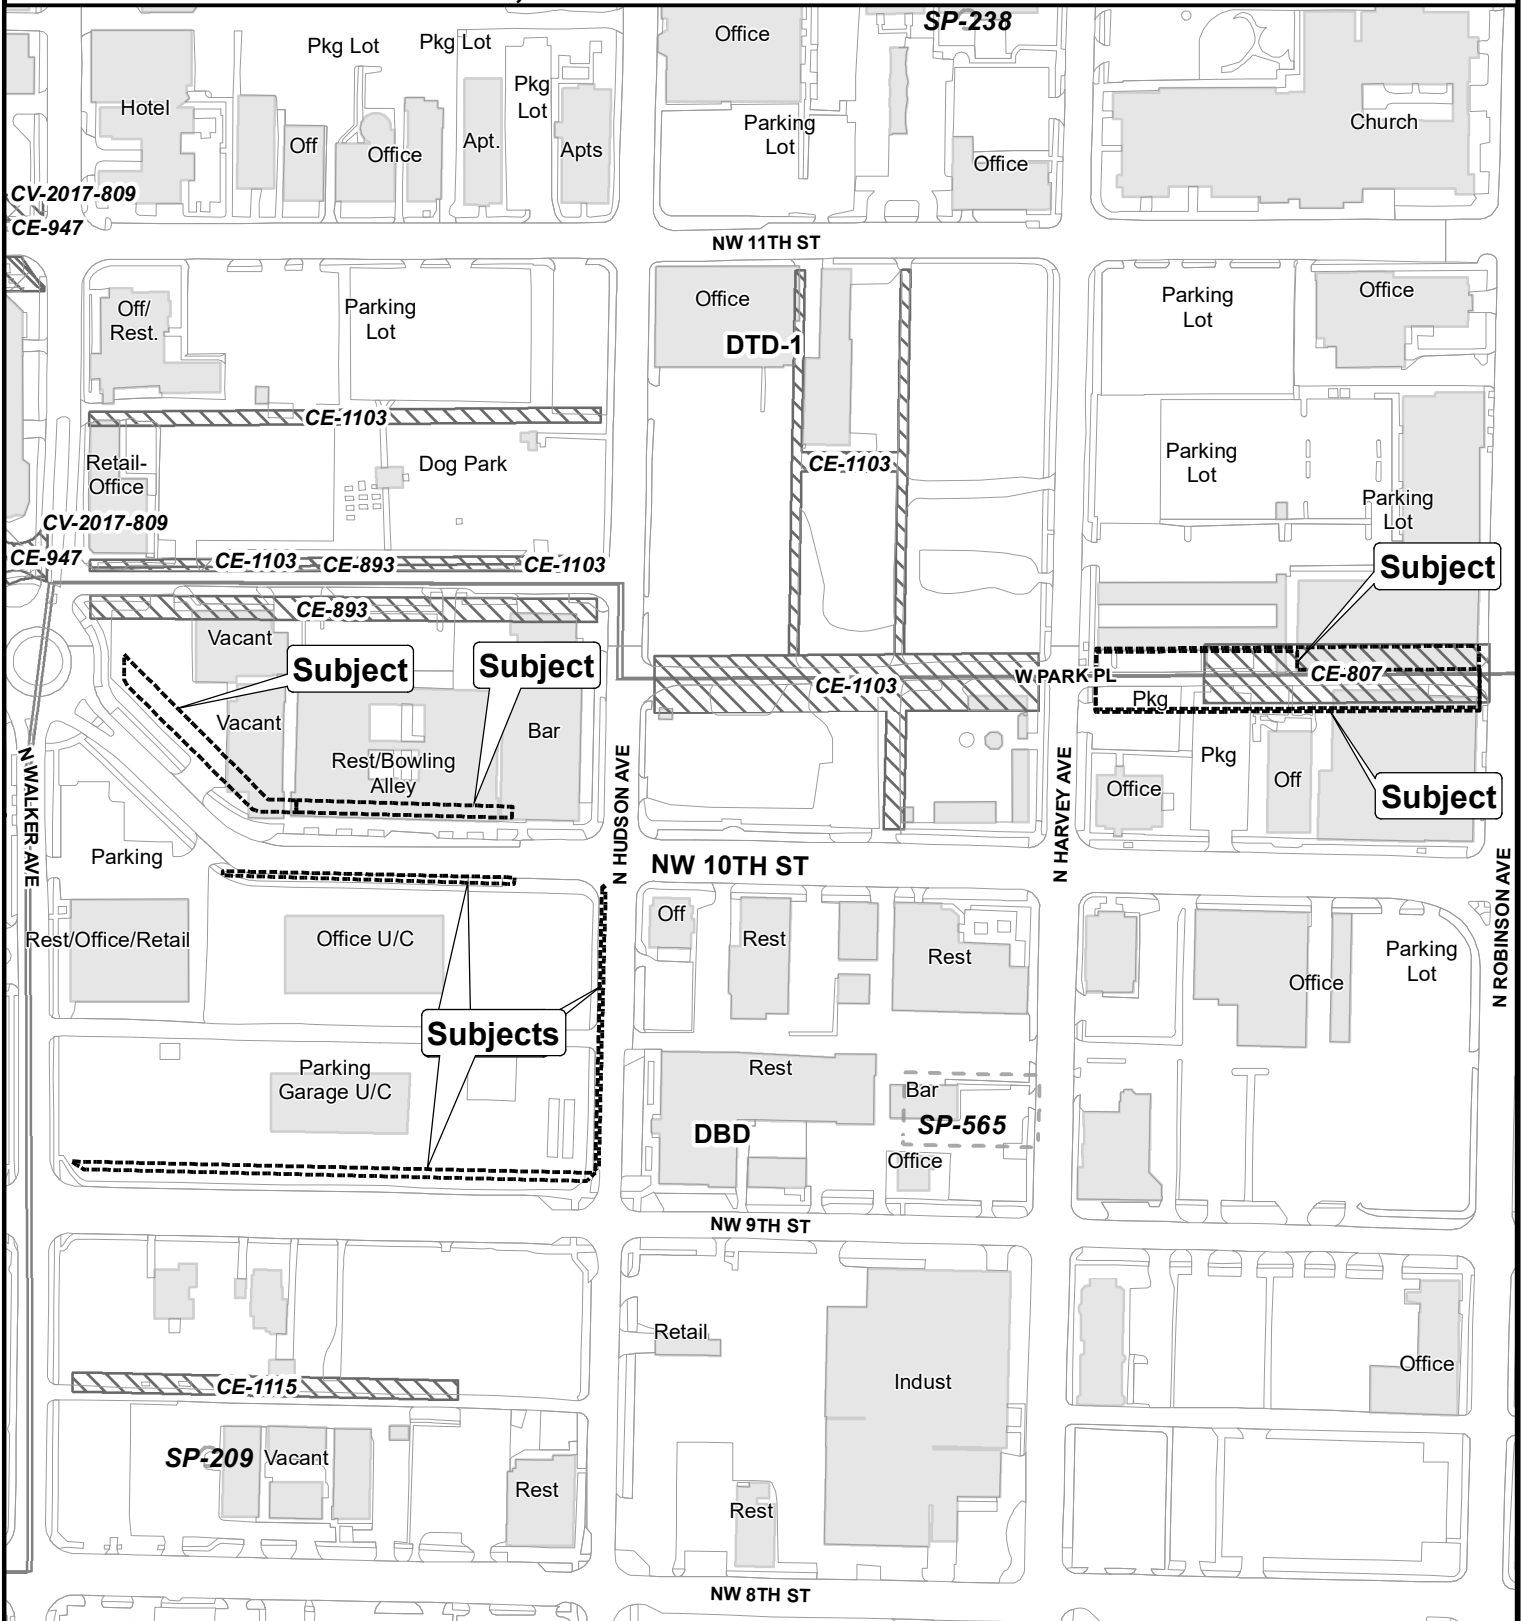 SP-238
Pkg Lot
Pkg Lot
Office
Pkg
Lot
Hotel
Off
Office
Apt.
Apts
Parking
Lot
Office
Church
CV-2017-809
CE-947
NW 11TH ST
Off/
Rest.
Parking
Lot
Office
DTD-1
Parking
Lot
Office
CE-1103
Retail-
Office
Dog Park
CE-1103
Parking
Lot
Parking
Lot
CV-2017-809
CE-947
CE-1103
CE-893
CE-1103
Subject
CE-893
Vacant
Subject
Subject
CE-1103
W PARK PL
CE-807
Pkg
Vacant
Bar
Rest/Bowling
Alley
Pkg
Office
Off
Subject
N WALKER AVE
N HUDSON AVE
N HARVEY AVE
N ROBINSON AVE
Parking
NW 10TH ST
Rest/Office/Retail
Office U/C
Off
Rest
Rest
Office
Parking
Lot
Subjects
Parking
Garage U/C
Rest
Bar
SP-565
DBD
Office
NW 9TH ST
Retail
Indust
Office
CE-1115
SP-209
Vacant
Rest
Rest
NW 8TH ST